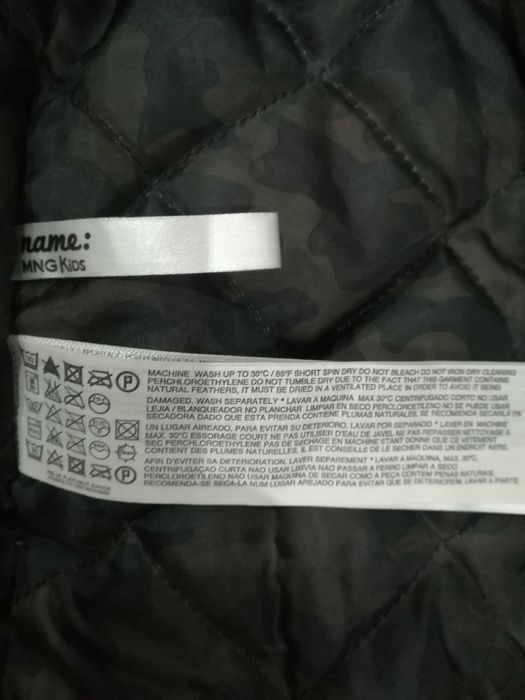 name:
MNG KIDS
MACHINE WASH UP TO 30°C / 85°F SHORT SPIN DRY DO NOT BLEACH DO NOT IRON DRY CLEANING
PERCHLOROETHYLENE DO NOT TUMBLE DRY DUE TO THE FACT THAT THIS GARMENT CONTAINS
NATURAL FEATHERS, IT MUST BE DRIED IN A VENTILATED PLACE IN ORDER TO AVOID IT BEING
DAMAGED. WASH SEPARATELY * LAVAR A MAQUINA MAX 30°C CENTRIFUGADO CORTO NO USAR
LEJIA / BLANQUEADOR NO PLANCHAR LIMPIAR EN SECO PERCLOROETILENO NO SE PUEDE USAR
SECADORA DADO QUE ESTA PRENDA CONTIENE PLUMAS NATURALES, SE RECOMIENDA SECARLA EN
UN LUGAR AIREADO, PARA EVITAR SU DETERIORO, LAVAR POR SEPARADO * LAVER EN MACHINE
MAX. 30°C ESSORAGE COURT NE PAS UTILISER D'EAU DE JAVEL NE PAS REPASSER NETTOYAGE A
SEC PERCHLOROETHYLENE PAS DE SECHAGE EN MACHINE ETANT DONNE QUE CE VETEMENT
CONTIENT DES PLUMES NATURELLES, IL EST CONSEILLE DE LE SECHER DANS UN ENDROIT AERE
AFIN D'EVITER SA DETERIORATION. LAVER SEPAREMENT * LAVAR A MAQUINA, MAX. 30°C,
CENTRIFUGAÇAO CURTA NÃO USAR LIXIVIA NÃO PASSAR A FERRO LIMPAR A SECO
PERCLOROETILENO NÃO USAR MAQUINA DE SECAR COMO A PEÇA CONTEM PENAS NATURAIS,
RECOMENDA-SE SECA-LA NUM LUGAR AREJADO PARA EVITAR QUE SE DETERIOREM. LAVAR A PARTE